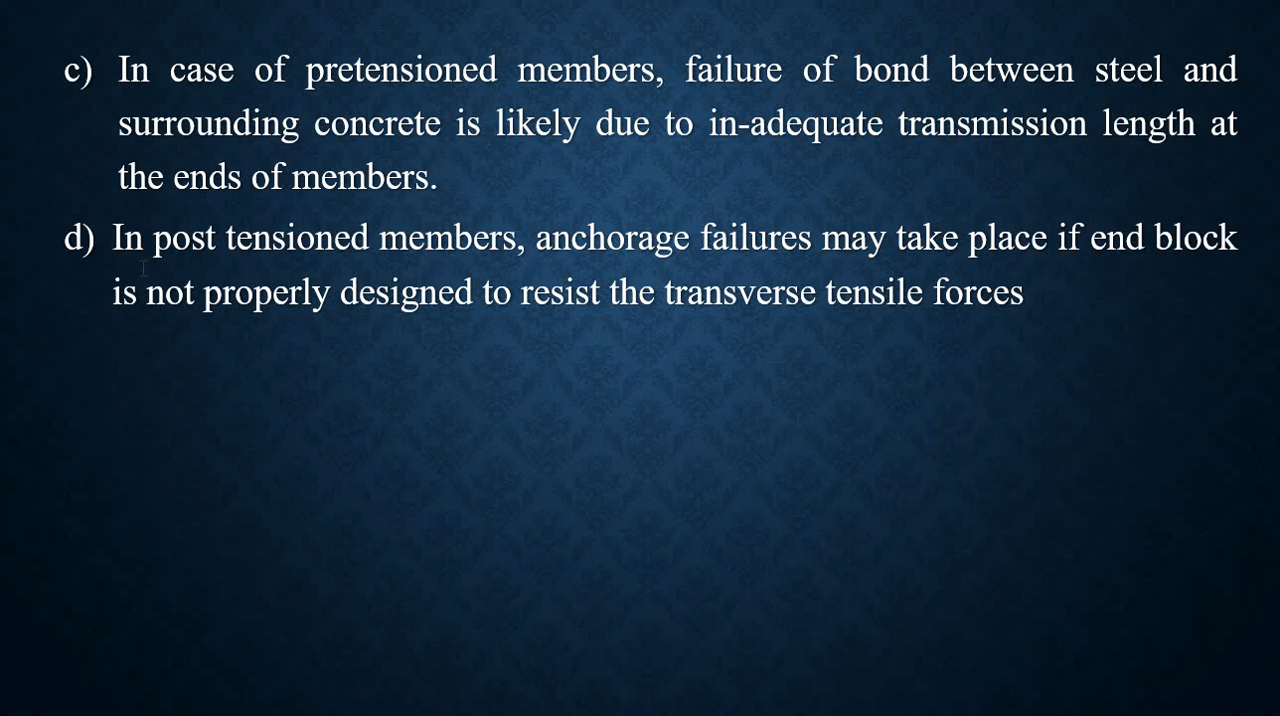 c) In case of pretensioned members, failure of bond between steel and
surrounding concrete is likely due to in-adequate transmission length at
the ends of members.
d) In post tensioned members, anchorage failures may take place if end block
is not properly designed to resist the transverse tensile forces